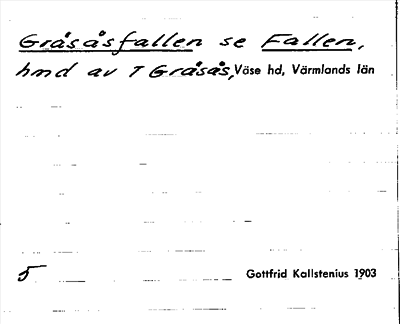 Gråsåsfallen se Fallen,
hmd av T Gråsås, Väse hd, Värmlands län
5 Gottfrid Kallstenius 1903